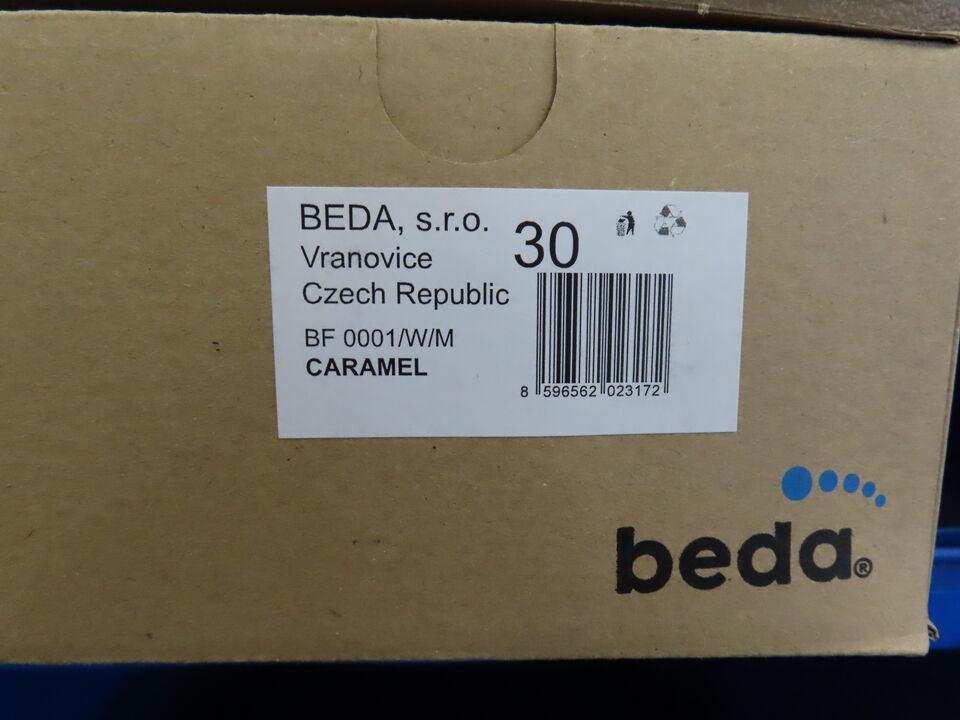 BEDA, s.r.o.
Vranovice
Czech Republic
30
BF 0001/W/M
CARAMEL
8 596562 023172
beda®